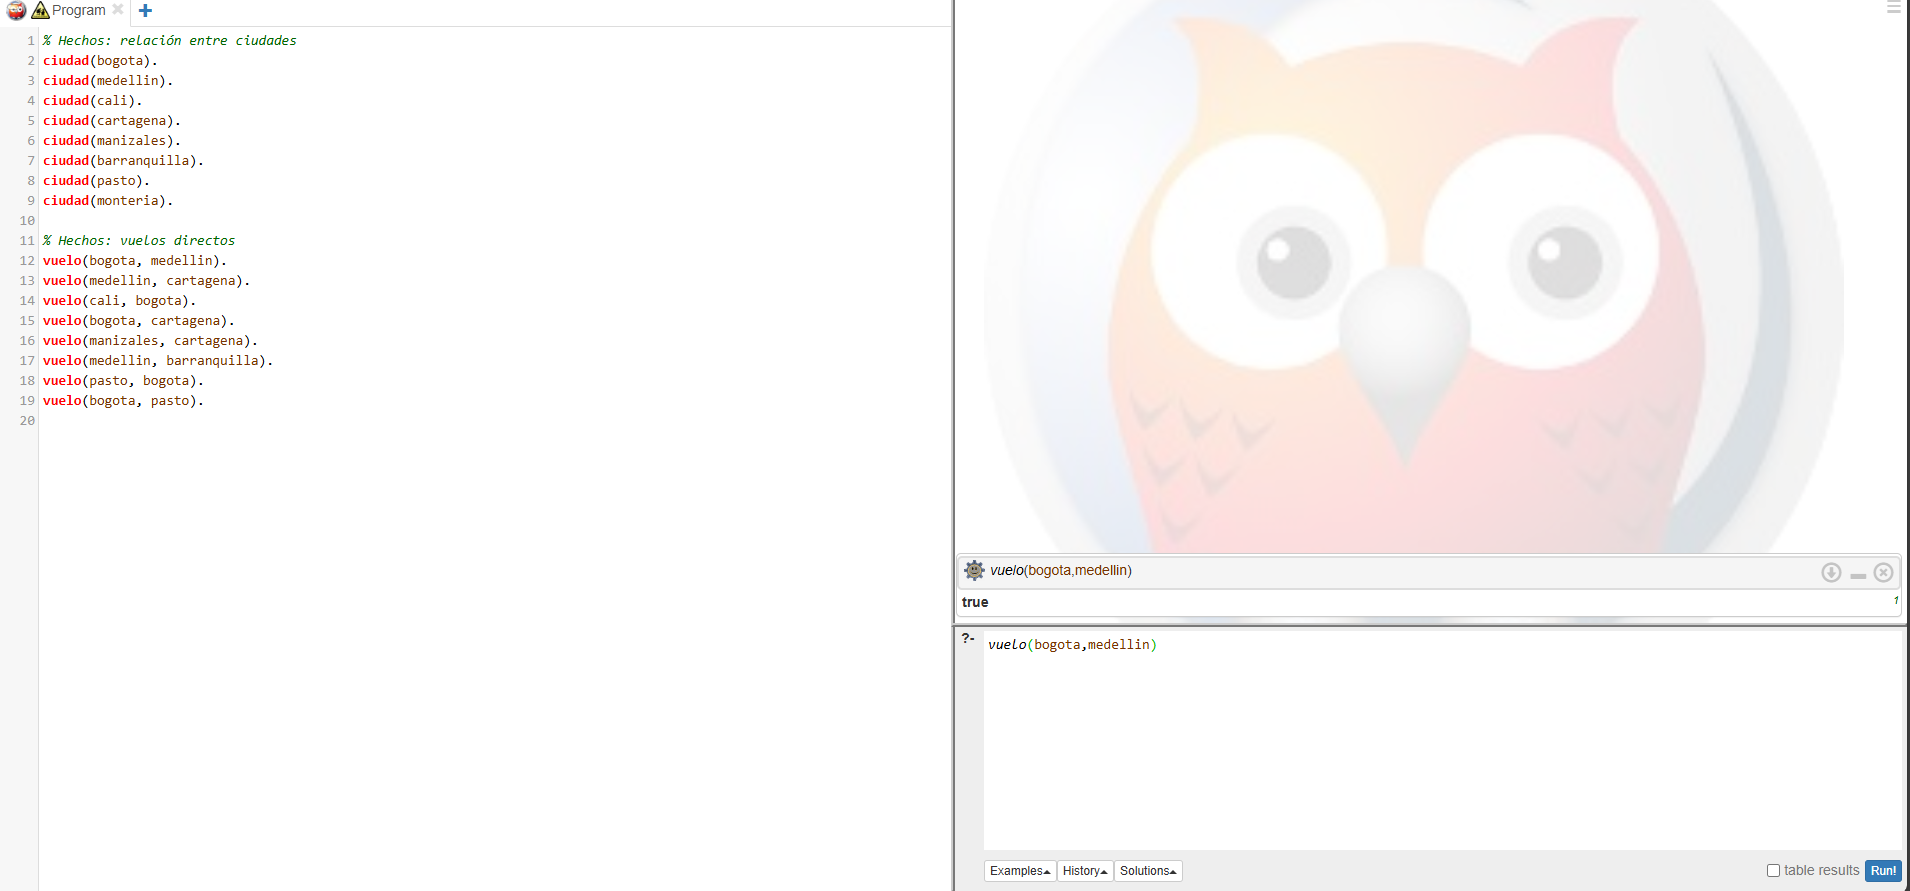 Program
1 % Hechos: relación entre ciudades
2 ciudad(bogota).
3 ciudad(medellin).
4 ciudad(cali).
5 ciudad(cartagena).
6 ciudad(manizales).
7 ciudad(barranquilla).
8 ciudad(pasto).
9 ciudad(monteria).
10
11 % Hechos: vuelos directos
12 vuelo(bogota, medellin).
13 vuelo(medellin, cartagena).
14 vuelo(cali, bogota).
15 vuelo(bogota, cartagena).
16 vuelo(manizales, cartagena).
17 vuelo(medellin, barranquilla).
18 vuelo(pasto, bogota).
19 vuelo(bogota, pasto).
20
vuelo(bogota,medellin)
true 1
?- vuelo(bogota,medellin)
Examples History Solutions table results Run!